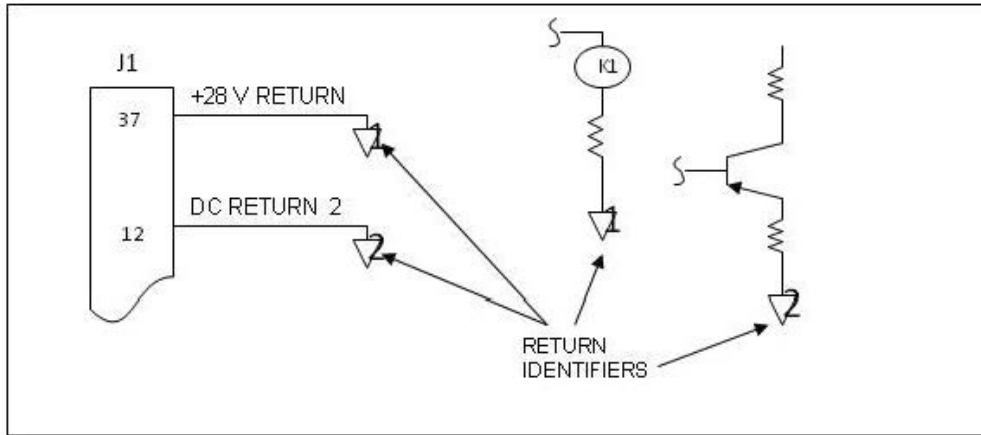 J1
37
+28 V RETURN
1
12
DC RETURN 2
2
K1
1
2
RETURN
IDENTIFIERS